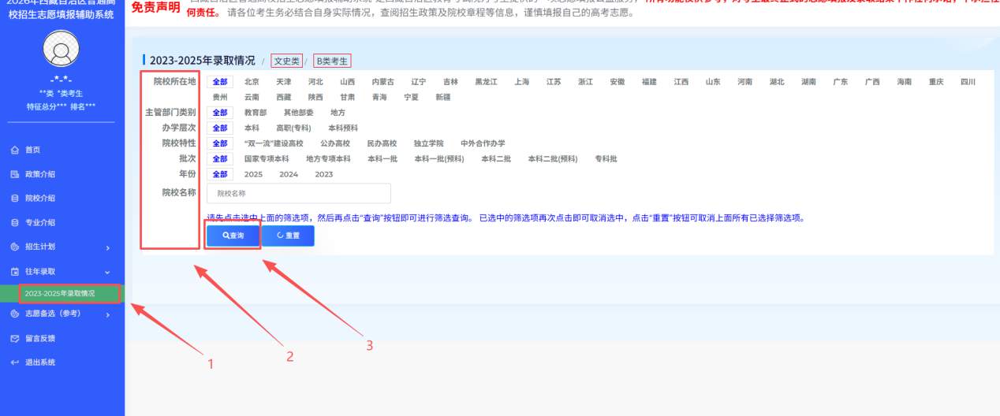 2026年西藏自治区普通高
校招生志愿填报辅助系统
-*-*-
**类 *类考生
特征总分*** 排名***
首页
政策介绍
院校介绍
专业介绍
招生计划
往年录取
2023-2025年录取情况
志愿备选（参考）
留言反馈
退出系统
免责声明
何责任。 请各位考生务必结合自身实际情况，查阅招生政策及院校章程等信息，谨慎填报自己的高考志愿。
2023-2025年录取情况 / 文史类 / B类考生
院校所在地 全部 北京 天津 河北 山西 内蒙古 辽宁 吉林 黑龙江 上海 江苏 浙江 安徽 福建 江西 山东 河南 湖北 湖南 广东 广西 海南 重庆 四川
贵州 云南 西藏 陕西 甘肃 青海 宁夏 新疆
主管部门类别 全部 教育部 其他部委 地方
办学层次 全部 本科 高职(专科) 本科预科
院校特性 全部 “双一流”建设高校 公办高校 民办高校 独立学院 中外合作办学
批次 全部 国家专项本科 地方专项本科 本科一批 本科一批(预科) 本科二批 本科二批(预科) 专科批
年份 全部 2025 2024 2023
院校名称 院校名称
请先点击选中上面的筛选项，然后再点击“查询”按钮即可进行筛选查询。 已选中的筛选项再次点击即可取消选中，点击“重置”按钮可取消上面所有已选择筛选项。
查询 重置
1
2
3